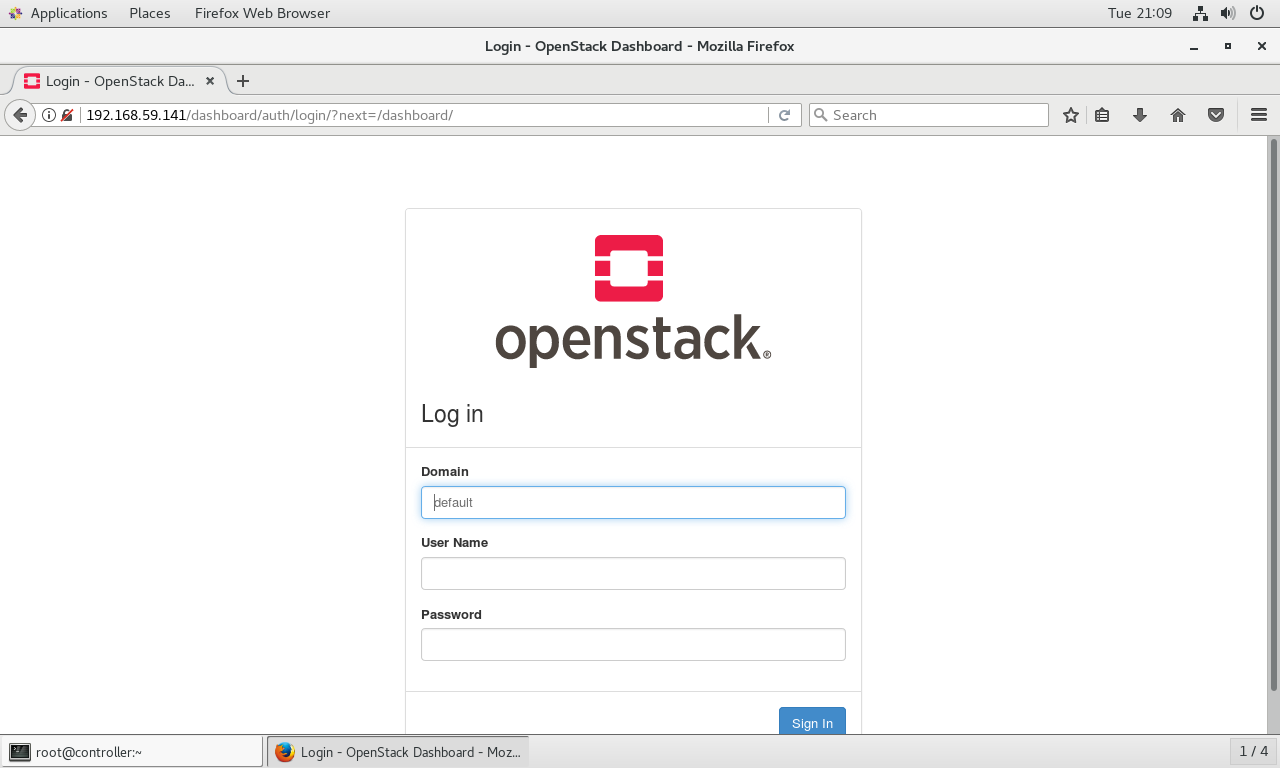 Applications Places Firefox Web Browser Tue 21:09
Login - OpenStack Dashboard - Mozilla Firefox
Login - OpenStack Da...
192.168.59.141/dashboard/auth/login/?next=/dashboard/ Search
openstack®
Log in
Domain
default
User Name
Password
Sign In
root@controller:~ Login - OpenStack Dashboard - Moz... 1 / 4